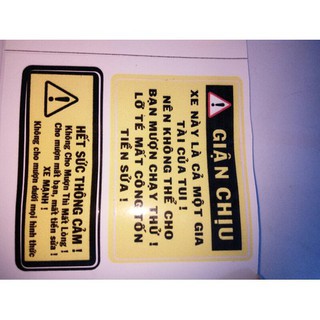 HẾT SỨC THÔNG CẢM !
Không Cho Mượn Thì Mất Lòng !
Cho mượn mất bạn, mất tiền sửa !
XE MANH !
Không cho mượn dưới mọi hình thức
GIẬN CHỊU
XE NÀY LÀ CẢ MỘT GIA
TÀI CỦA TUI !
NÊN KHÔNG THỂ CHO
BẠN MƯỢN CHẠY THỬ !
LỠ TÉ MẤT CÔNG TỐN
TIỀN SỬA !